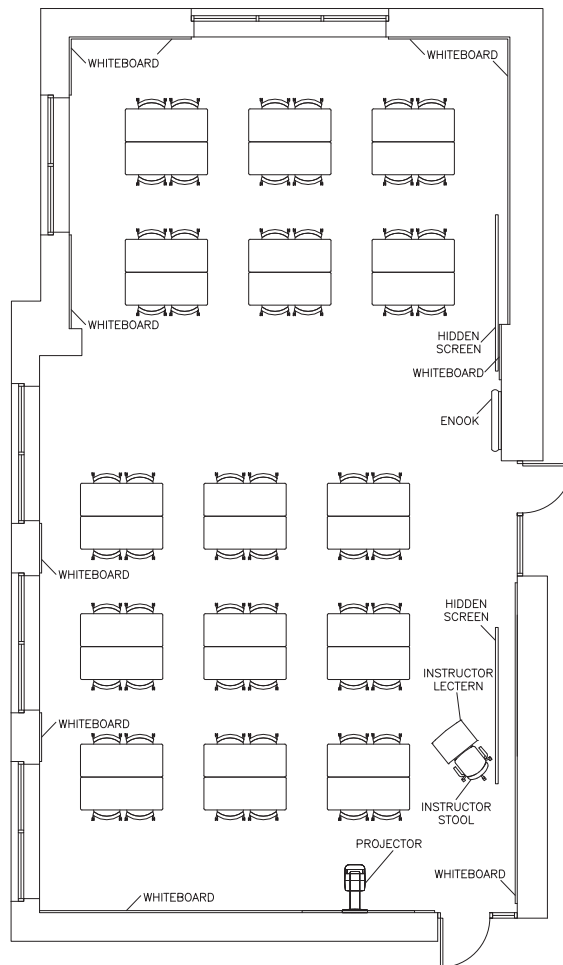 WHITEBOARD
WHITEBOARD
WHITEBOARD
HIDDEN
SCREEN
WHITEBOARD
ENOOK
WHITEBOARD
HIDDEN
SCREEN
INSTRUCTOR
LECTERN
WHITEBOARD
INSTRUCTOR
STOOL
PROJECTOR
WHITEBOARD
WHITEBOARD